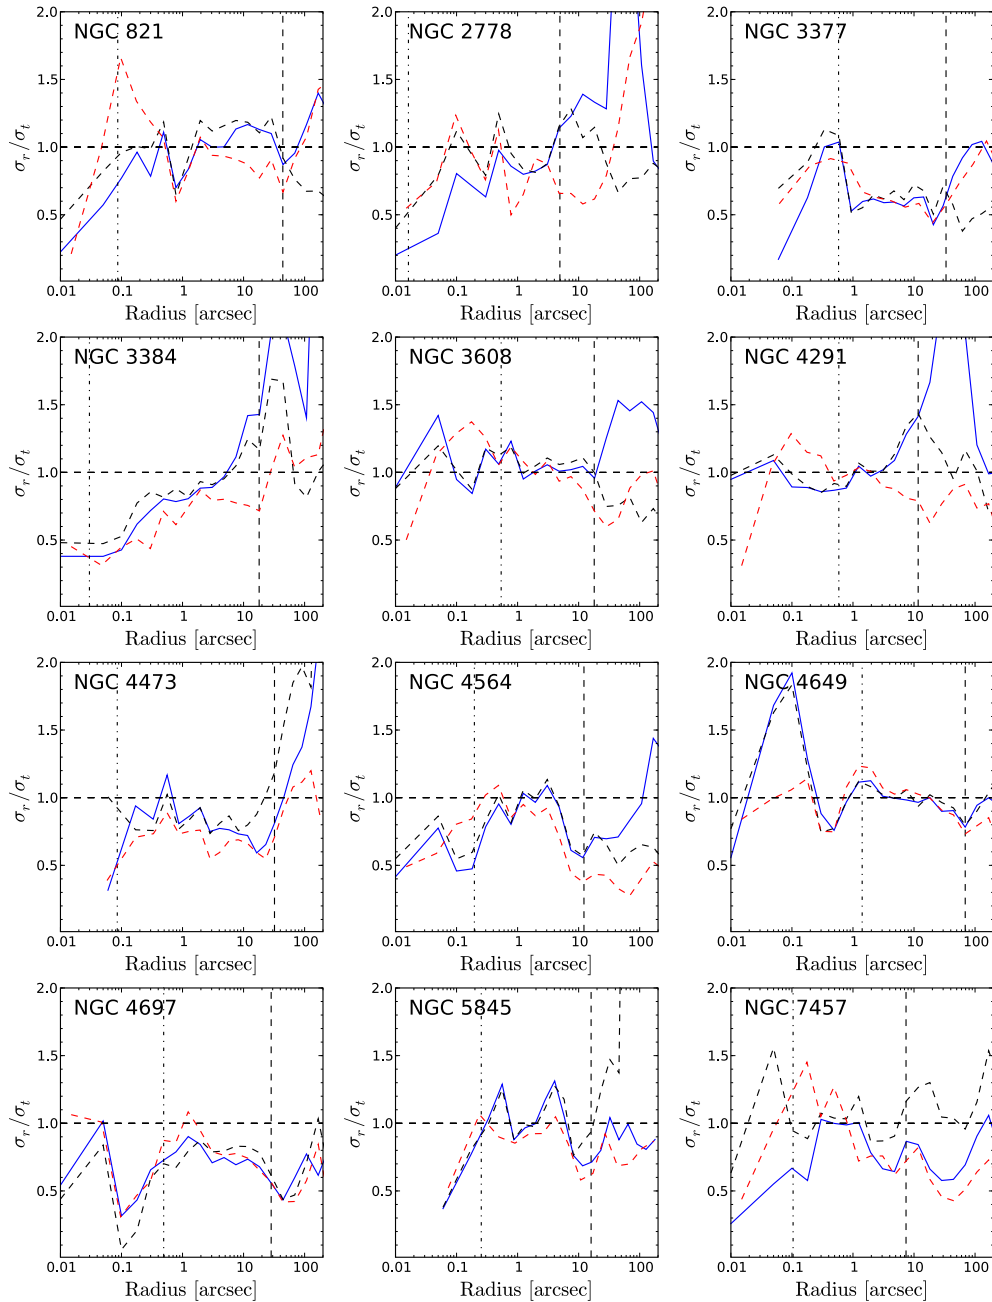 NGC 821 NGC 2778 NGC 3377
2.0 2.0 2.0
1.5 1.5 1.5
σr/σt 1.0 σr/σt 1.0 σr/σt 1.0
0.5 0.5 0.5
0.01 0.1 1 10 100 0.01 0.1 1 10 100 0.01 0.1 1 10 100
Radius [arcsec] Radius [arcsec] Radius [arcsec]
NGC 3384 NGC 3608 NGC 4291
2.0 2.0 2.0
1.5 1.5 1.5
σr/σt 1.0 σr/σt 1.0 σr/σt 1.0
0.5 0.5 0.5
0.01 0.1 1 10 100 0.01 0.1 1 10 100 0.01 0.1 1 10 100
Radius [arcsec] Radius [arcsec] Radius [arcsec]
NGC 4473 NGC 4564 NGC 4649
2.0 2.0 2.0
1.5 1.5 1.5
σr/σt 1.0 σr/σt 1.0 σr/σt 1.0
0.5 0.5 0.5
0.01 0.1 1 10 100 0.01 0.1 1 10 100 0.01 0.1 1 10 100
Radius [arcsec] Radius [arcsec] Radius [arcsec]
NGC 4697 NGC 5845 NGC 7457
2.0 2.0 2.0
1.5 1.5 1.5
σr/σt 1.0 σr/σt 1.0 σr/σt 1.0
0.5 0.5 0.5
0.01 0.1 1 10 100 0.01 0.1 1 10 100 0.01 0.1 1 10 100
Radius [arcsec] Radius [arcsec] Radius [arcsec]